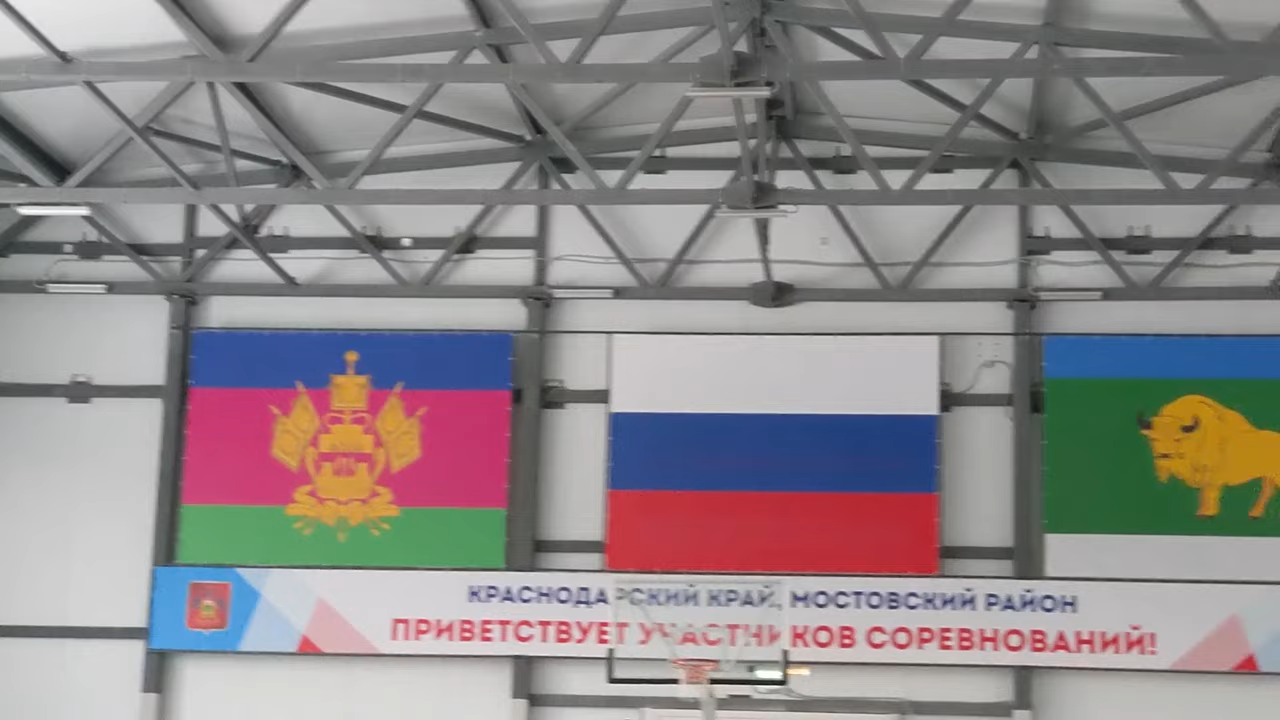 КРАСНОДАРСКИЙ КРАЙ, МОСТОВСКИЙ РАЙОН
ПРИВЕТСТВУЕТ УЧАСТНИКОВ СОРЕВНОВАНИЙ!